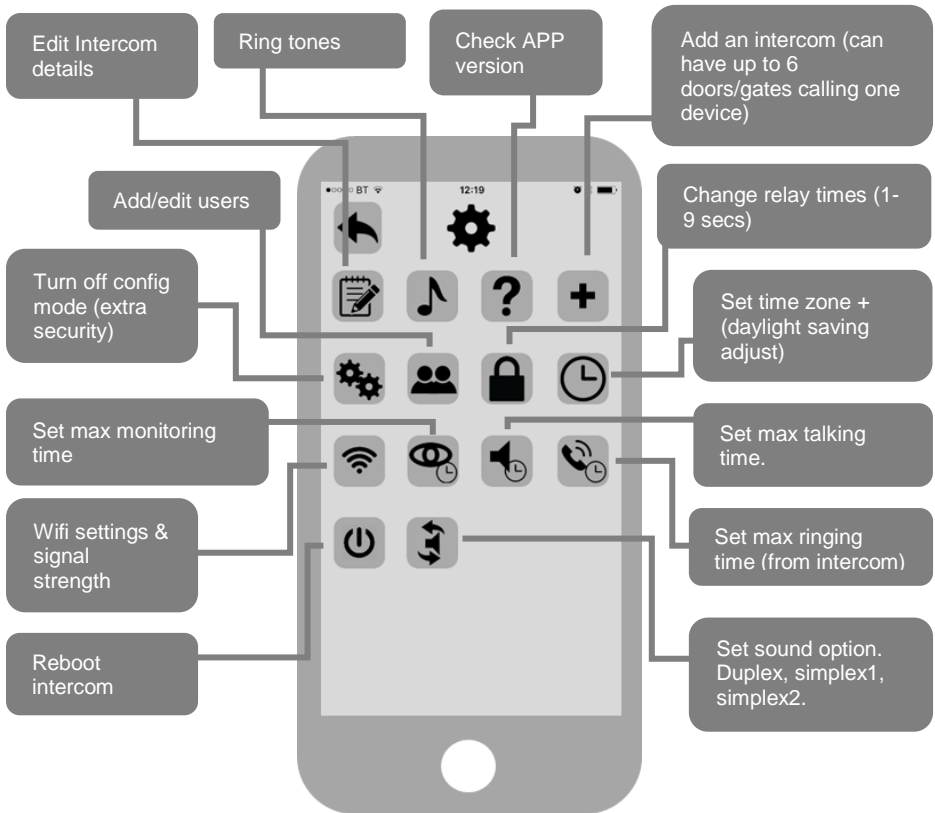 Edit Intercom
details
Ring tones
Check APP
version
Add an intercom (can
have up to 6
doors/gates calling one
device)
Add/edit users
BT
12:19
Change relay times (1-
9 secs)
Turn off config
mode (extra
security)
Set time zone +
(daylight saving
adjust)
Set max monitoring
time
Set max talking
time.
Wifi settings &
signal
strength
Set max ringing
time (from intercom)
Reboot
intercom
Set sound option.
Duplex, simplex1,
simplex2.